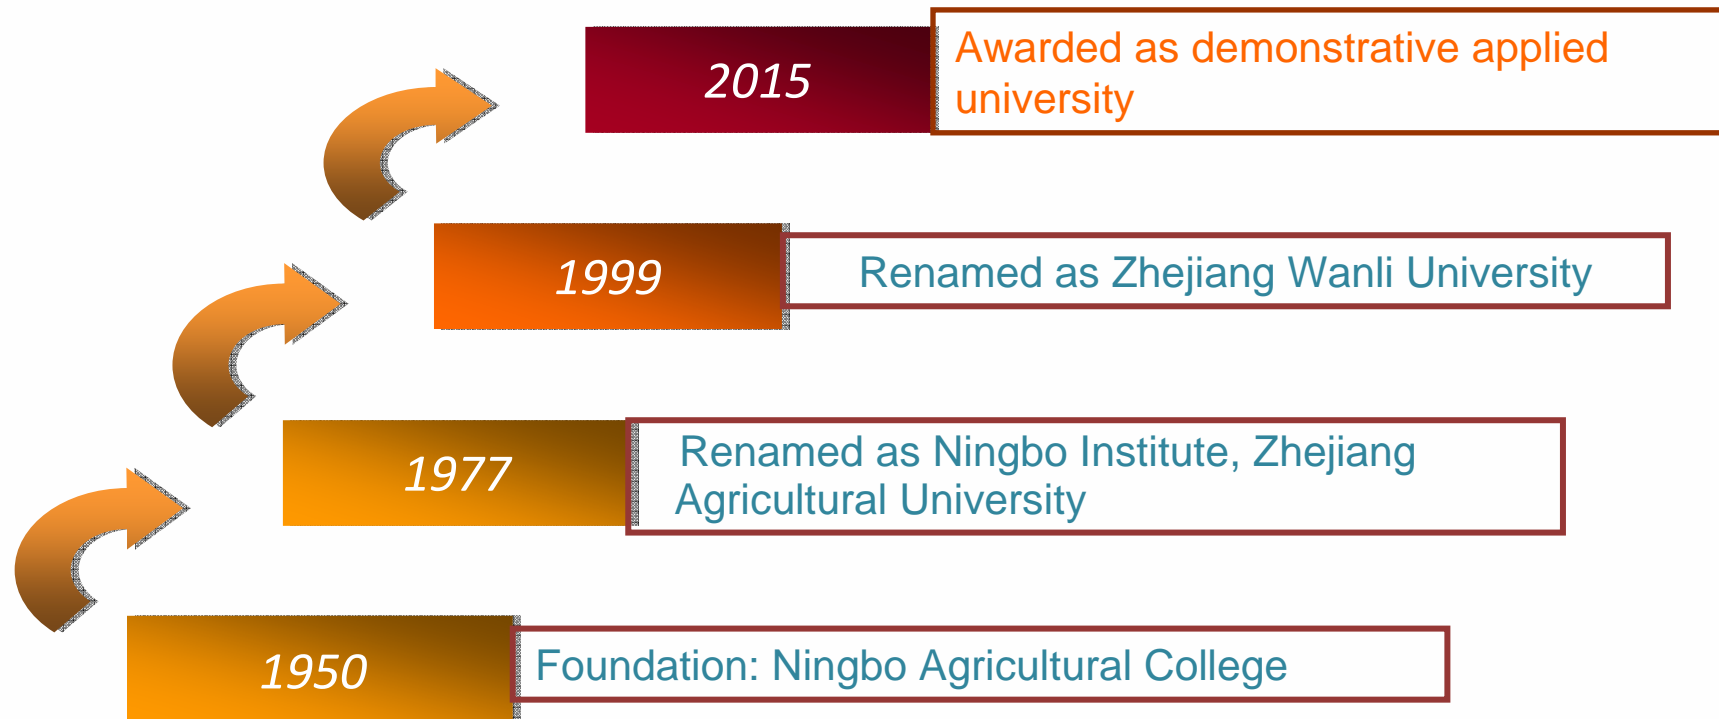 2015
Awarded as demonstrative applied
university
1999
Renamed as Zhejiang Wanli University
1977
Renamed as Ningbo Institute, Zhejiang
Agricultural University
1950
Foundation: Ningbo Agricultural College